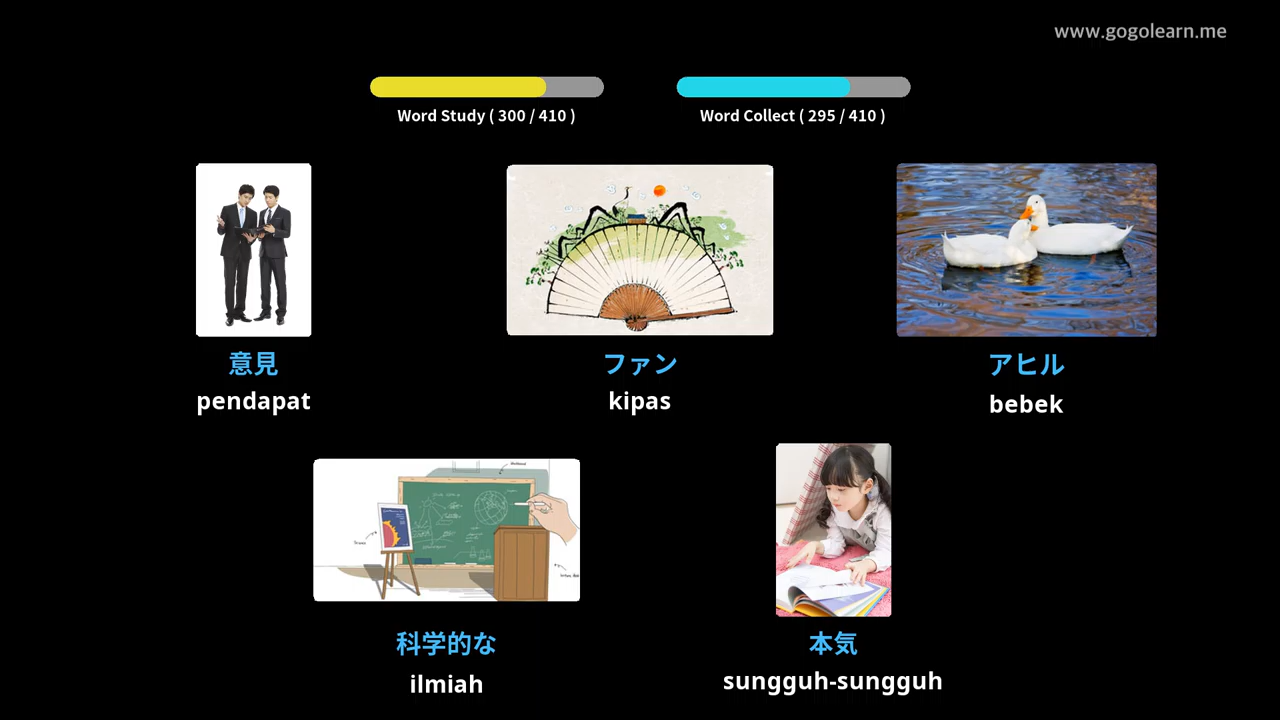 www.gogolearn.me
Word Study ( 300 / 410 )
Word Collect ( 295 / 410 )
意見
pendapat
ファン
kipas
アヒル
bebek
科学的な
ilmiah
本気
sungguh-sungguh